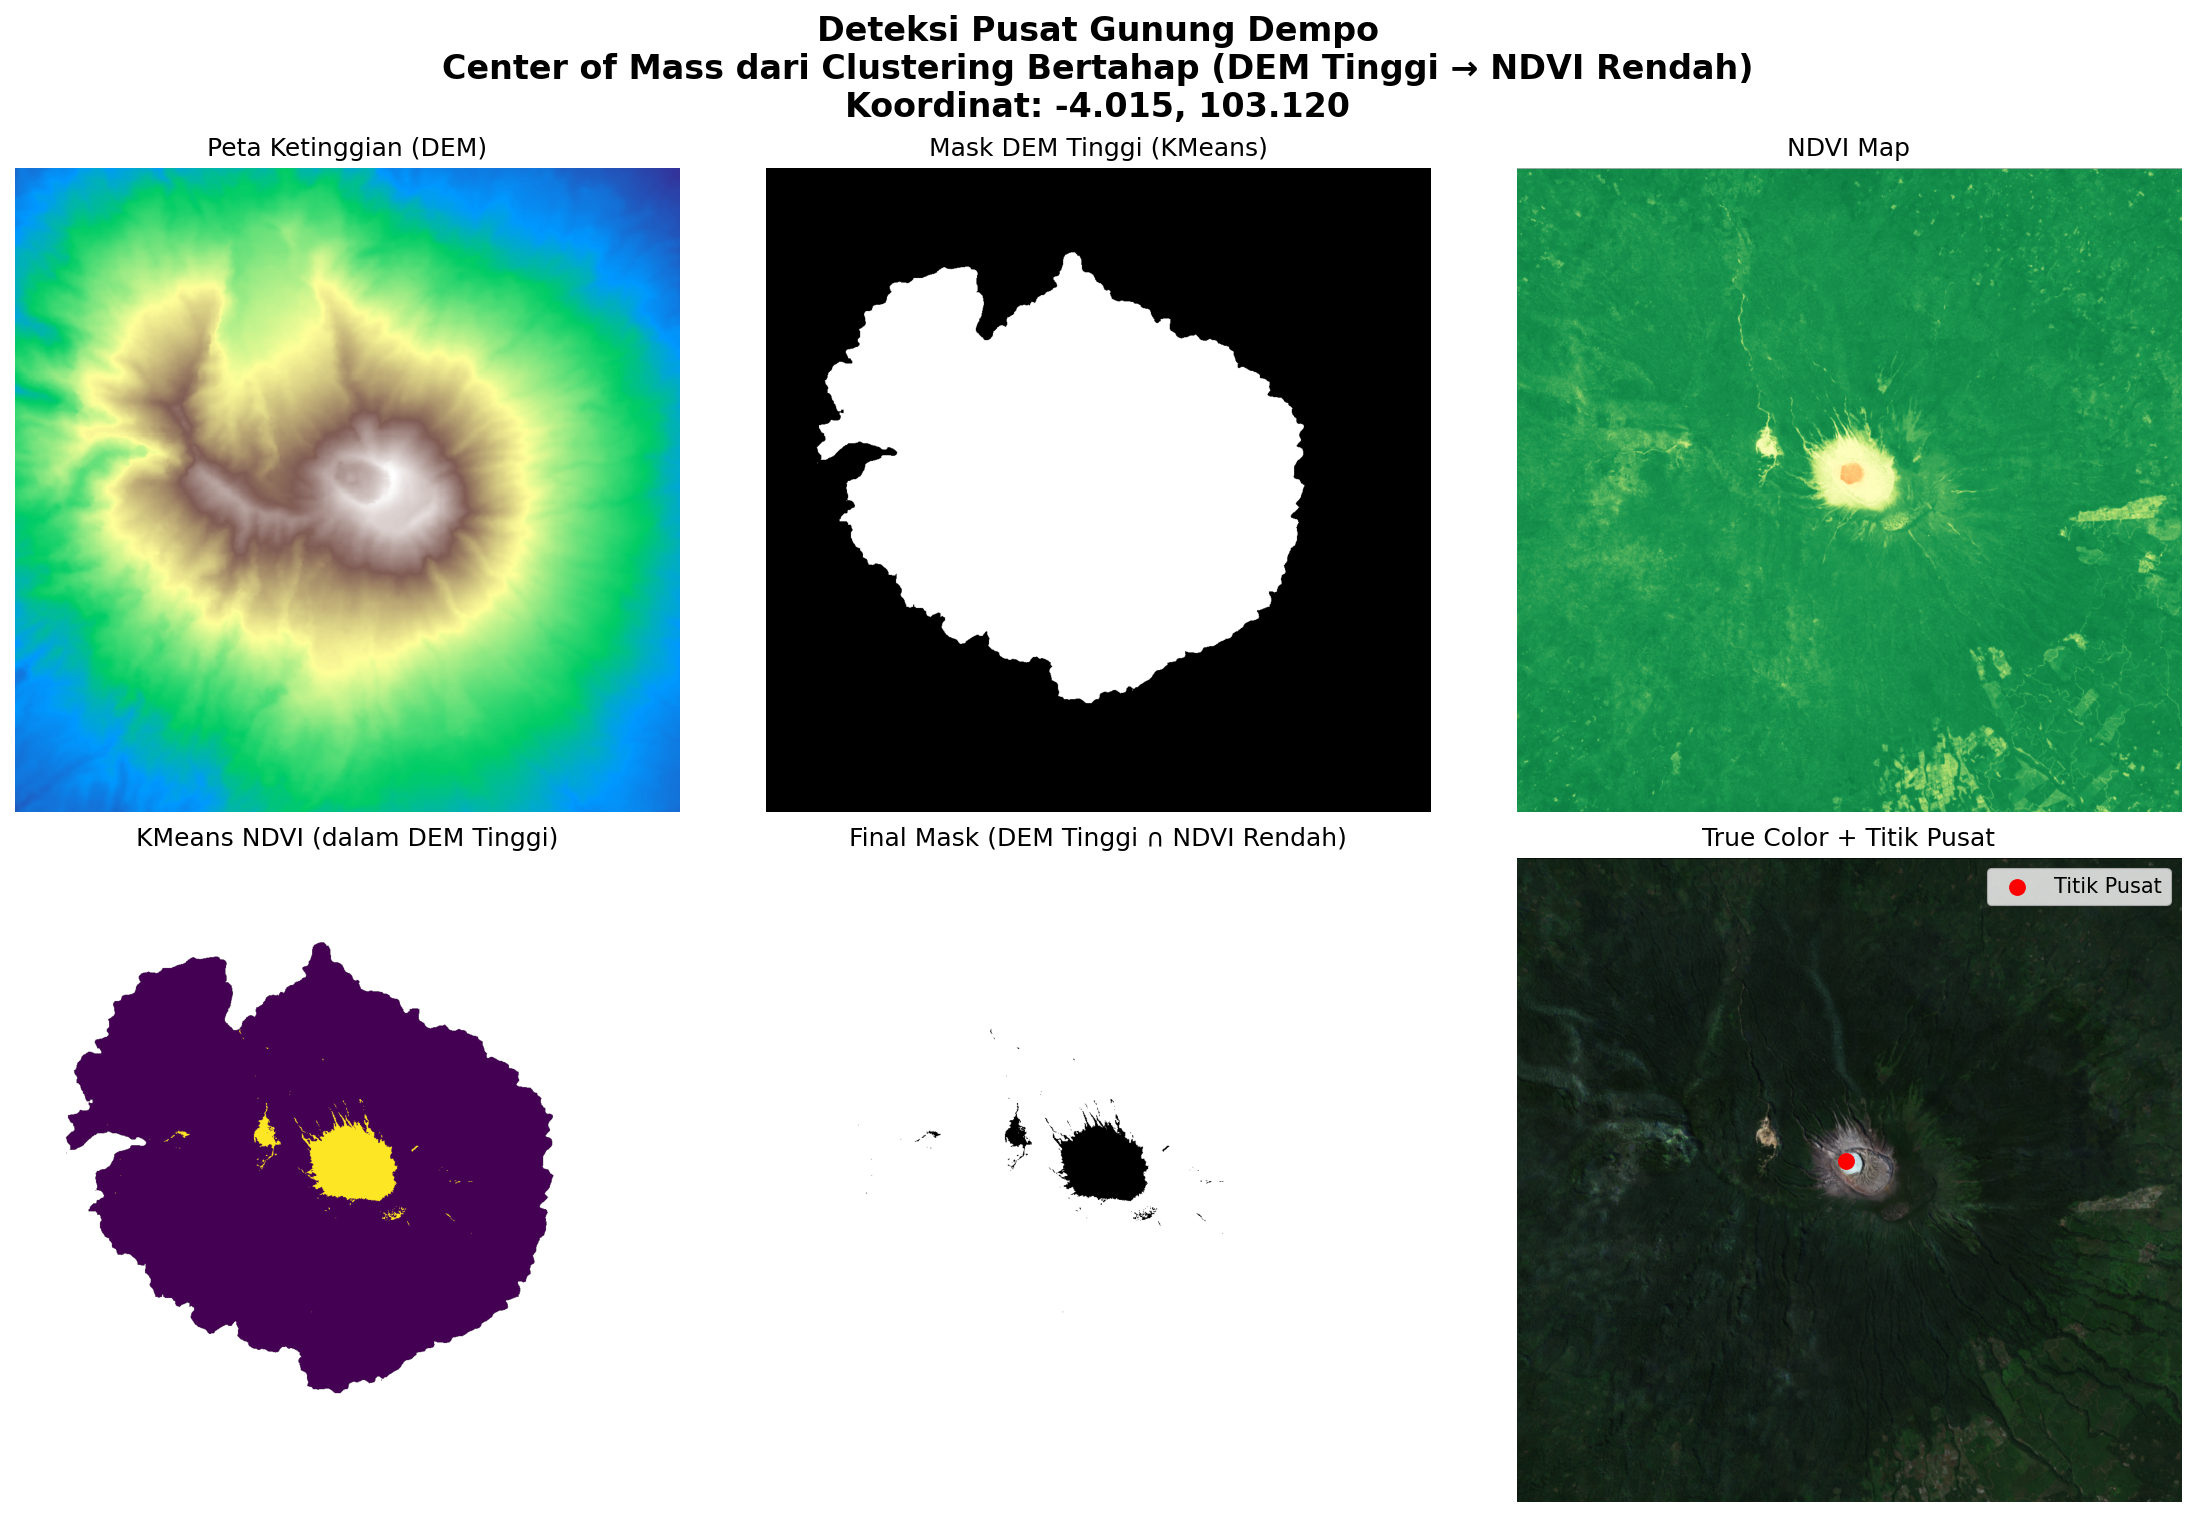 Deteksi Pusat Gunung Dempo
Center of Mass dari Clustering Bertahap (DEM Tinggi → NDVI Rendah)
Koordinat: -4.015, 103.120
Peta Ketinggian (DEM)
Mask DEM Tinggi (KMeans)
NDVI Map
KMeans NDVI (dalam DEM Tinggi)
Final Mask (DEM Tinggi ∩ NDVI Rendah)
True Color + Titik Pusat
Titik Pusat